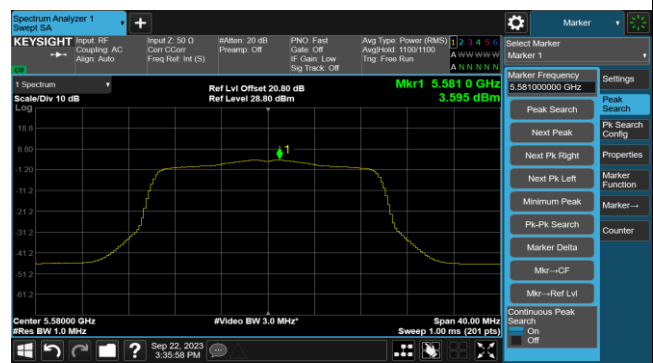 Spectrum Analyzer 1
Swept SA
Marker
KEYSIGHT
Input: RF
Coupling: AC
Align: Auto
Input Z: 50 Ω
Corr CCorr
Freq Ref: Int (S)
#Atten: 20 dB
Preamp: Off
PNO: Fast
Gate: Off
IF Gain: Low
Sig Track: Off
Avg Type: Power (RMS)
Avg|Hold: 1100/1100
Trig: Free Run
1 2 3 4 5 6
A W W W W W
A N N N N N
Select Marker
Marker 1
1 Spectrum
Scale/Div 10 dB
Log
Ref Lvl Offset 20.80 dB
Ref Level 28.80 dBm
Mkr1 5.581 0 GHz
3.595 dBm
18.8
8.80
-1.20
-11.2
-21.2
-31.2
-41.2
-51.2
-61.2
1
Center 5.58000 GHz
#Res BW 1.0 MHz
#Video BW 3.0 MHz*
Span 40.00 MHz
Sweep 1.00 ms (201 pts)
Marker Frequency
5.581000000 GHz
Peak Search
Next Peak
Next Pk Right
Next Pk Left
Minimum Peak
Pk-Pk Search
Marker Delta
Mkr→CF
Mkr→Ref Lvl
Continuous Peak
Search
On
Off
Settings
Peak
Search
Pk Search
Config
Properties
Marker
Function
Marker→
Counter
?
Sep 22, 2023
3:35:58 PM